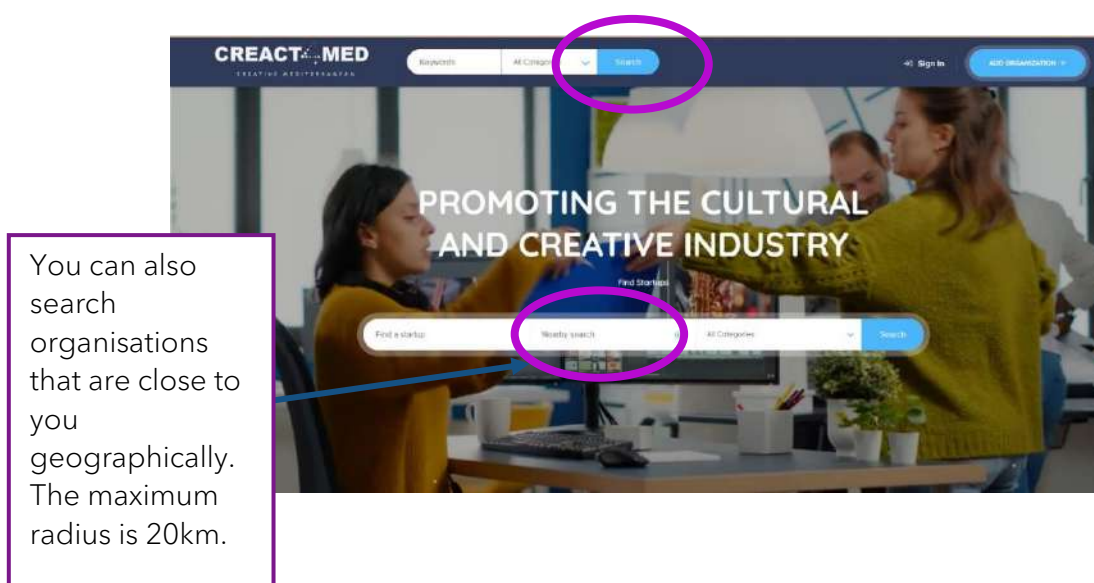 CREACT4MED
CREATIVE MEDITERRANEAN
Keywords
All Categories
Search
Sign In
ADD ORGANIZATION +
PROMOTING THE CULTURAL
AND CREATIVE INDUSTRY
Find Startups
Find a startup
Nearby search
All Categories
Search
You can also
search
organisations
that are close to
you
geographically.
The maximum
radius is 20km.